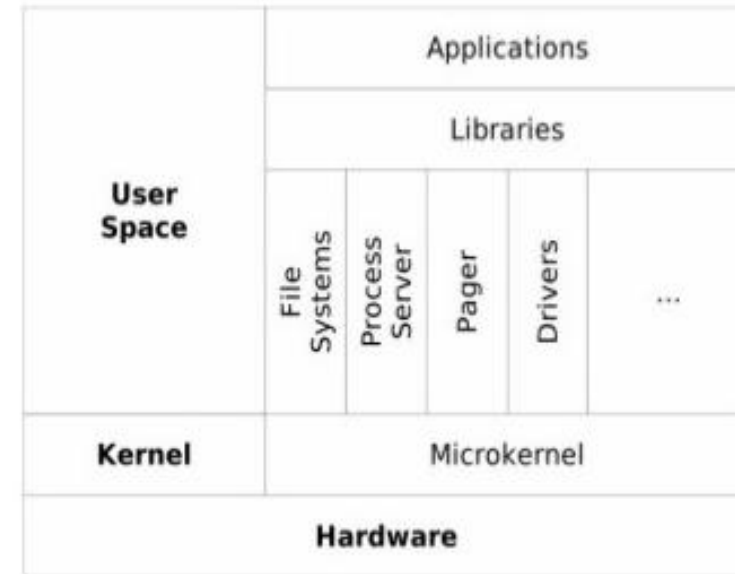 Applications
Libraries
User
Space
File
Systems
Process
Server
Pager
Drivers
...
Kernel
Microkernel
Hardware